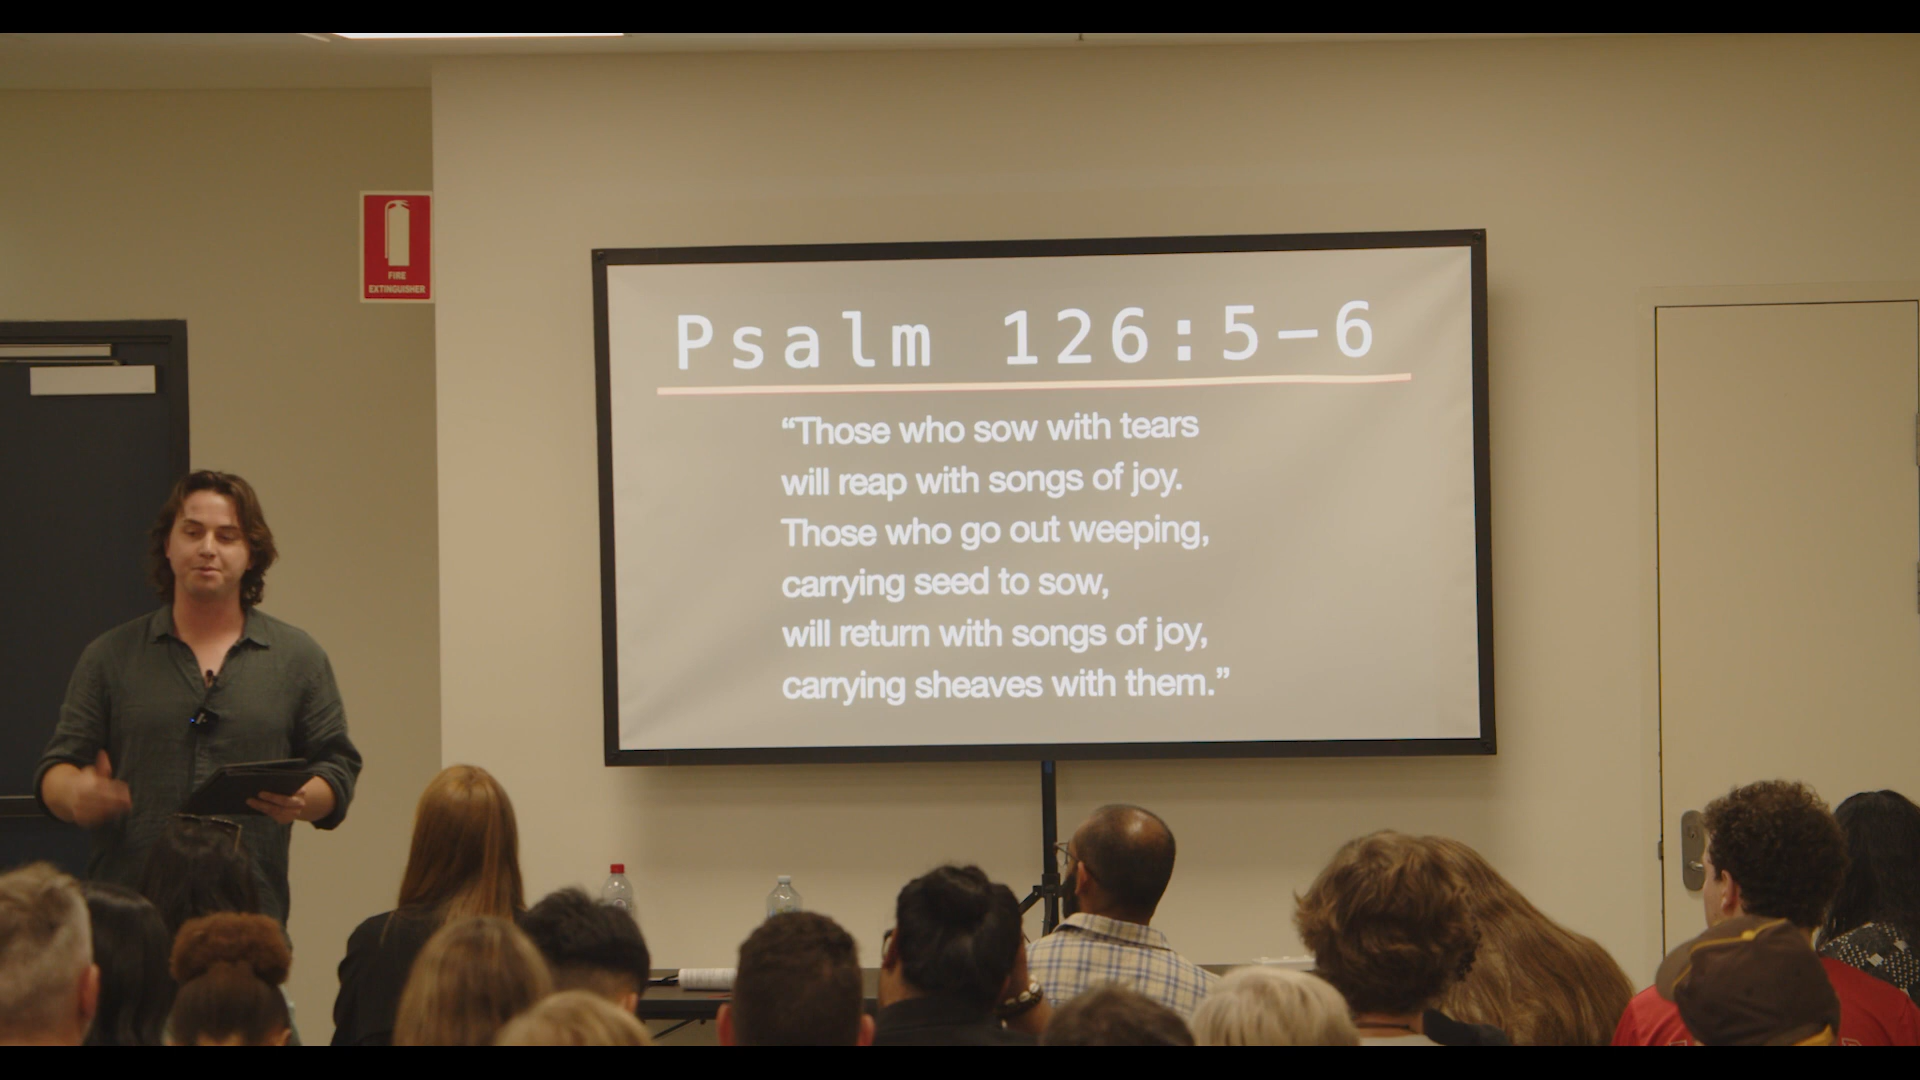 FIRE
EXTINGUISHER
Psalm 126:5-6
“Those who sow with tears
will reap with songs of joy.
Those who go out weeping,
carrying seed to sow,
will return with songs of joy,
carrying sheaves with them.”